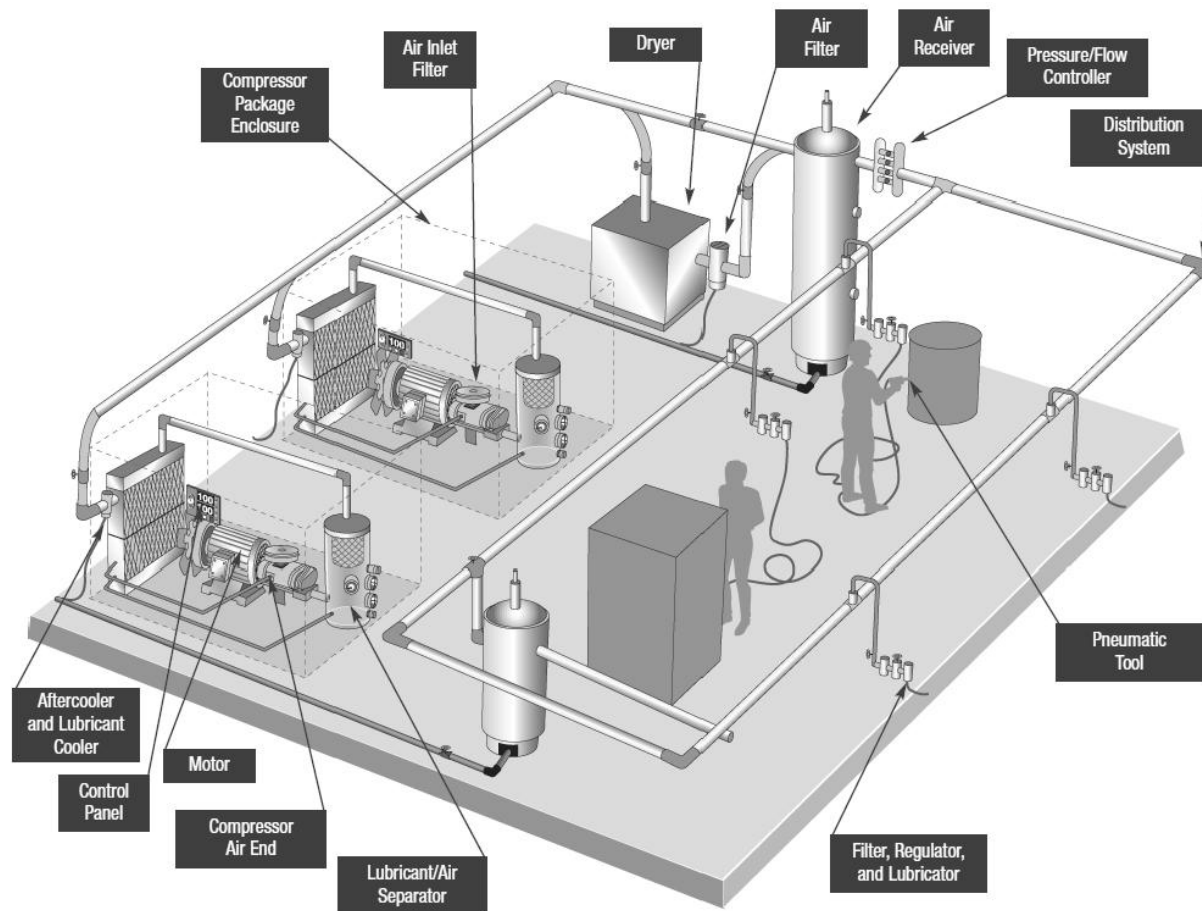 Air Inlet
Filter
Dryer
Air
Filter
Air
Receiver
Pressure/Flow
Controller
Compressor
Package
Enclosure
Distribution
System
100
100
100
Pneumatic
Tool
Aftercooler
and Lubricant
Cooler
Motor
Control
Panel
Compressor
Air End
Lubricant/Air
Separator
Filter, Regulator,
and Lubricator